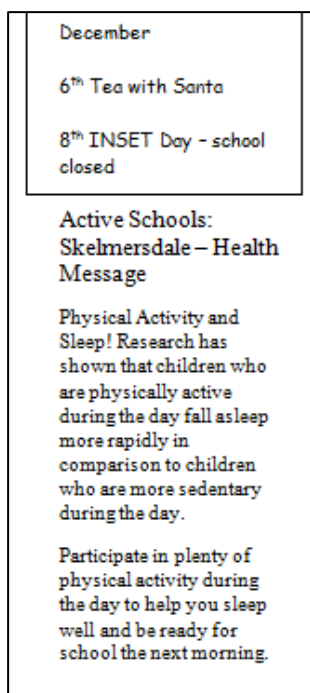 December
6th Tea with Santa
8th INSET Day – school
closed
Active Schools:
Skelmersdale – Health
Message
Physical Activity and
Sleep! Research has
shown that children who
are physically active
during the day fall asleep
more rapidly in
comparison to children
who are more sedentary
during the day.
Participate in plenty of
physical activity during
the day to help you sleep
well and be ready for
school the next morning.